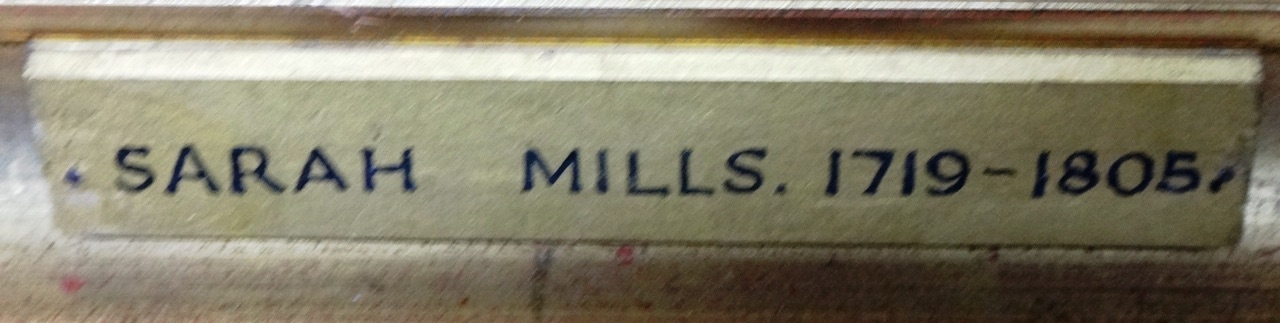 · SARAH MILLS. 1719-1805.